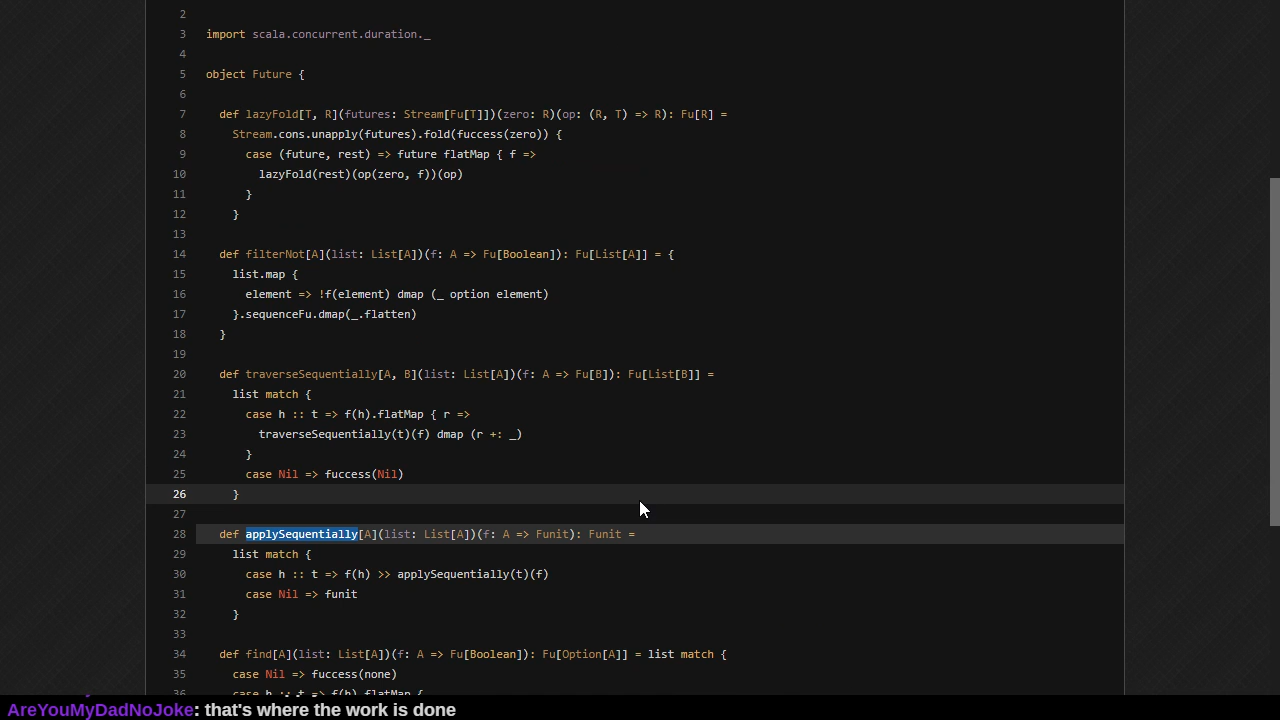 2
3 import scala.concurrent.duration._
4
5 object Future {
6
7 def lazyFold[T, R](futures: Stream[Fu[T]])(zero: R)(op: (R, T) => R): Fu[R] =
8 Stream.cons.unapply(futures).fold(fuccess(zero)) {
9 case (future, rest) => future flatMap { f =>
10 lazyFold(rest)(op(zero, f))(op)
11 }
12 }
13
14 def filterNot[A](list: List[A])(f: A => Fu[Boolean]): Fu[List[A]] = {
15 list.map {
16 element => !f(element) dmap (_ option element)
17 }.sequenceFu.dmap(_.flatten)
18 }
19
20 def traverseSequentially[A, B](list: List[A])(f: A => Fu[B]): Fu[List[B]] =
21 list match {
22 case h :: t => f(h).flatMap { r =>
23 traverseSequentially(t)(f) dmap (r +: _)
24 }
25 case Nil => fuccess(Nil)
26 }
27
28 def applySequentially[A](list: List[A])(f: A => Funit): Funit =
29 list match {
30 case h :: t => f(h) >> applySequentially(t)(f)
31 case Nil => funit
32 }
33
34 def find[A](list: List[A])(f: A => Fu[Boolean]): Fu[Option[A]] = list match {
35 case Nil => fuccess(none)
36 case h :: t => f(h) flatMap {
AreYouMyDadNoJoke: that's where the work is done